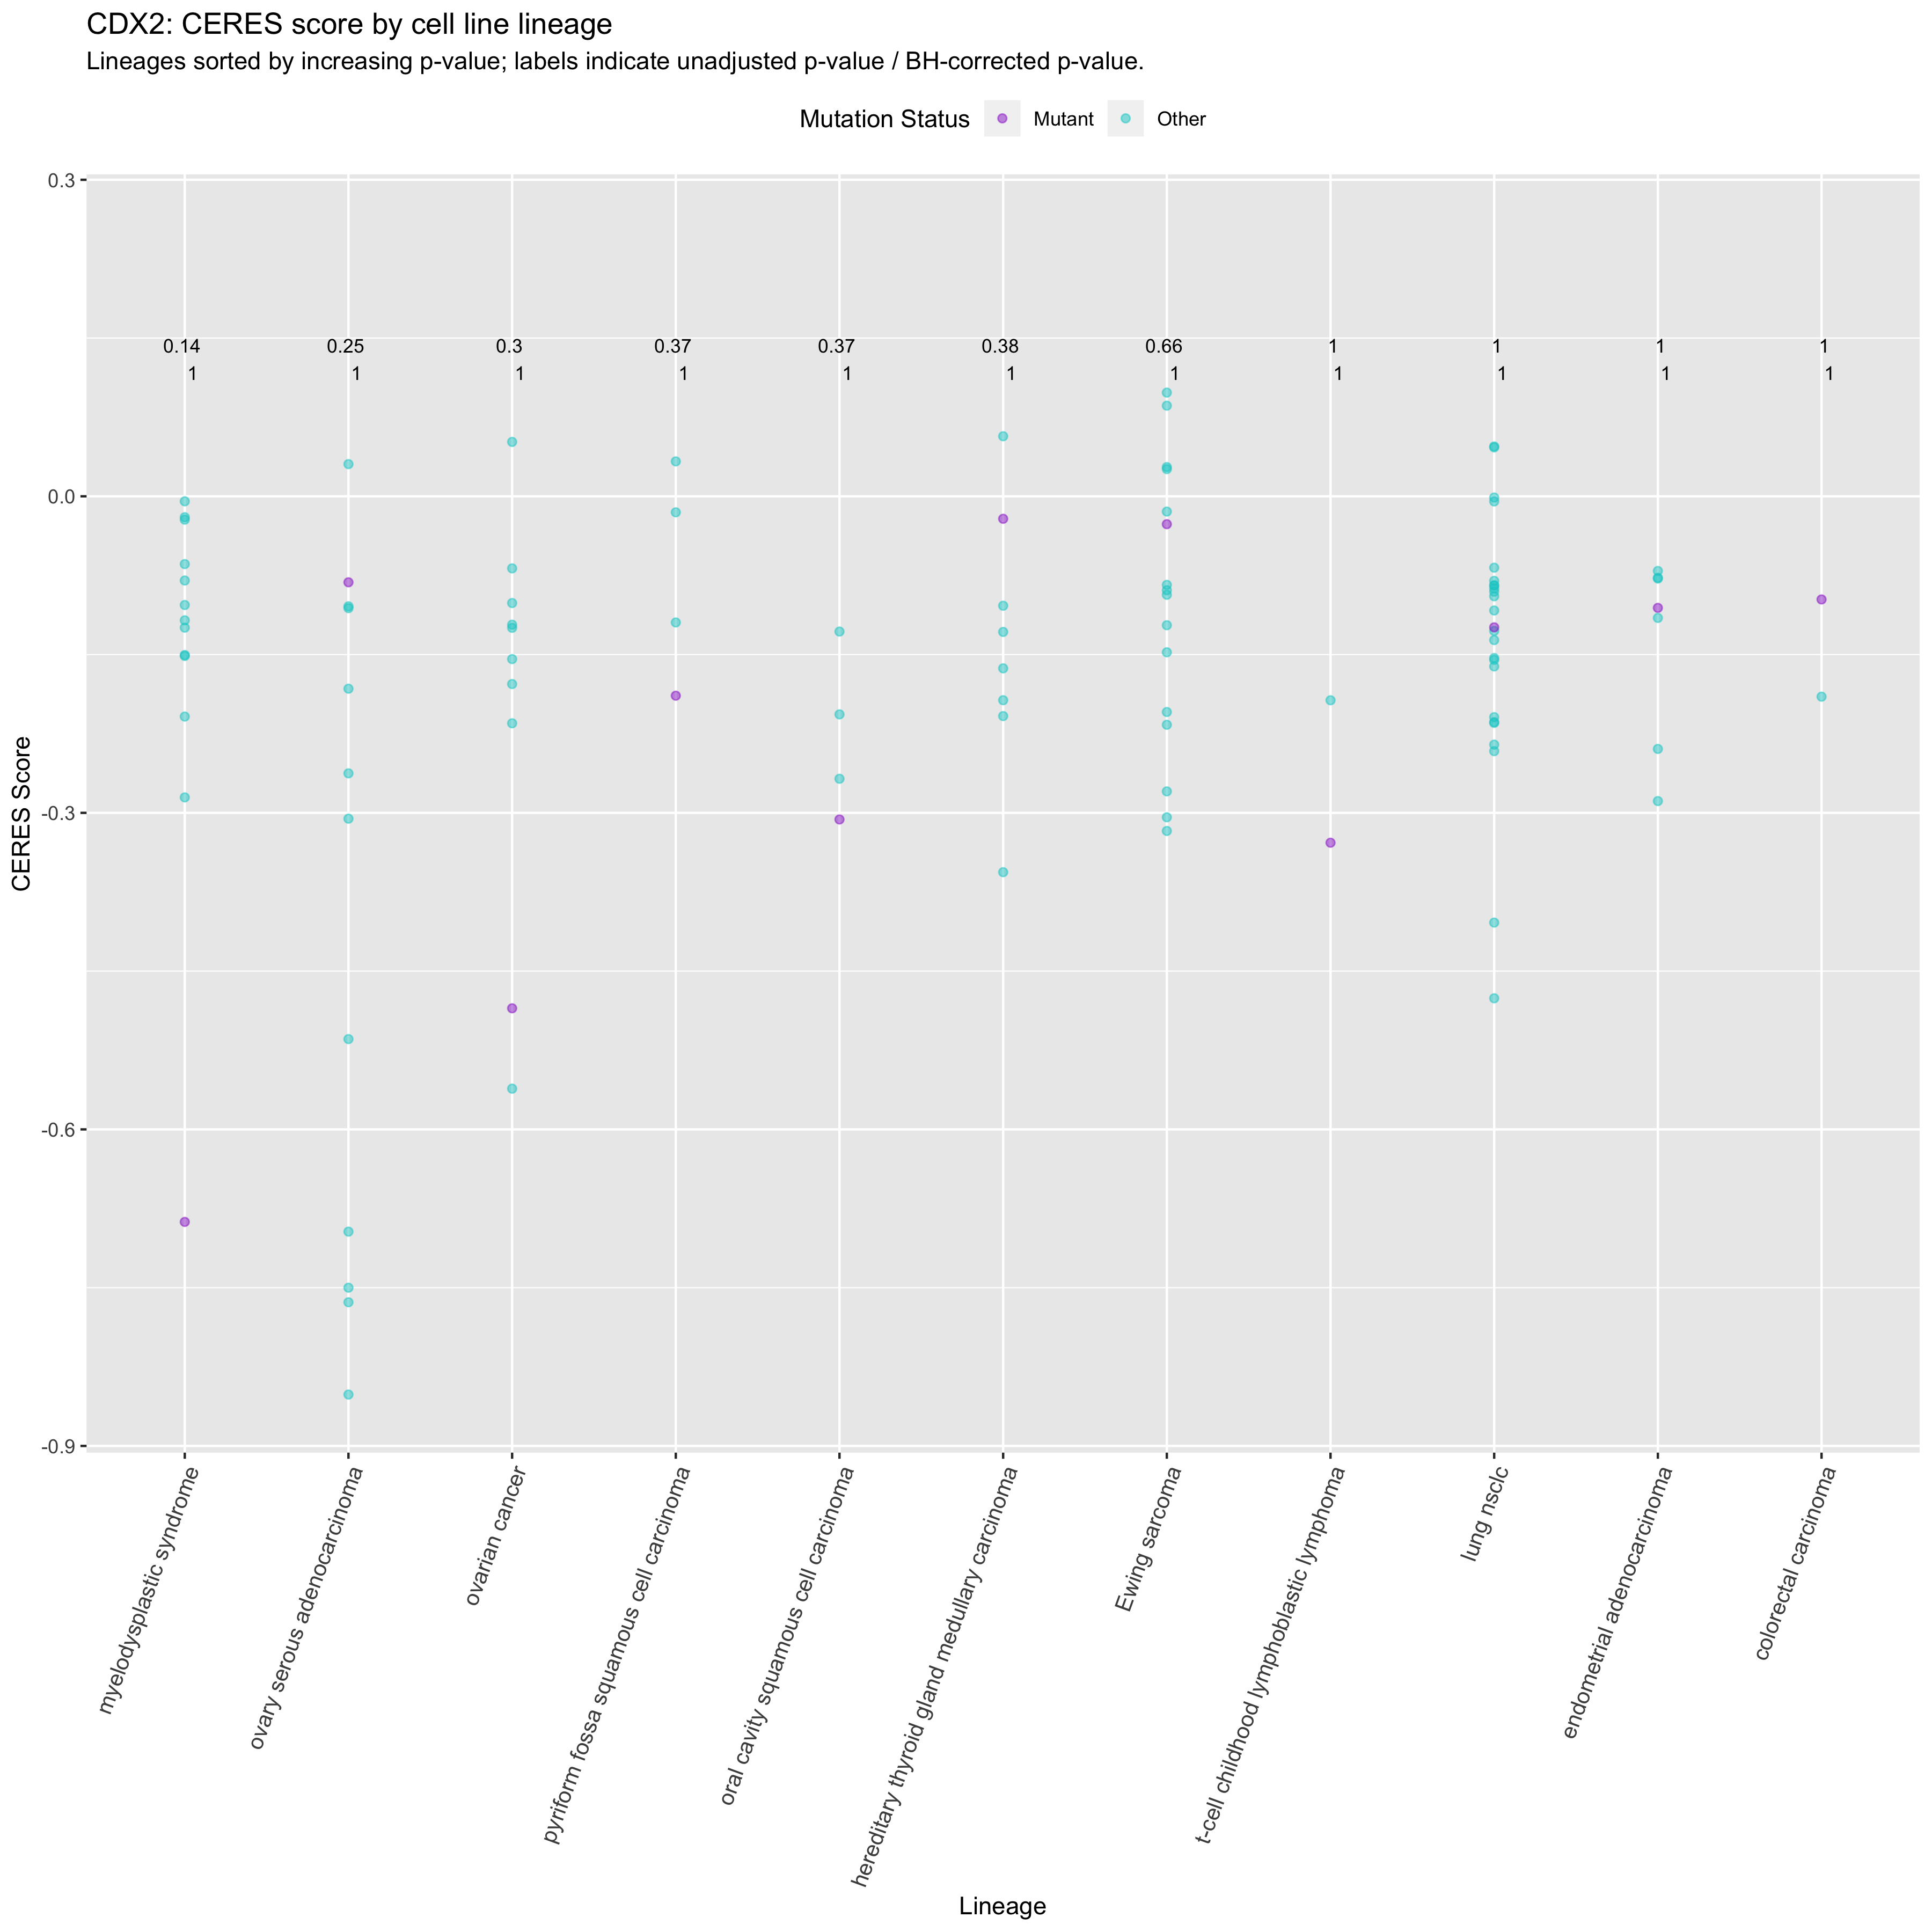 CDX2: CERES score by cell line lineage
Lineages sorted by increasing p-value; labels indicate unadjusted p-value / BH-corrected p-value.
Mutation Status Mutant Other
0.3
0.14 0.25 0.3 0.37 0.37 0.38 0.66 1 1 1 1
1 1 1 1 1 1 1 1 1 1 1
0.0
-0.3
-0.6
-0.9
CERES Score
myelodysplastic syndrome
ovary serous adenocarcinoma
ovarian cancer
pyriform fossa squamous cell carcinoma
oral cavity squamous cell carcinoma
hereditary thyroid gland medullary carcinoma
Ewing sarcoma
t-cell childhood lymphoblastic lymphoma
lung nsclc
endometrial adenocarcinoma
colorectal carcinoma
Lineage